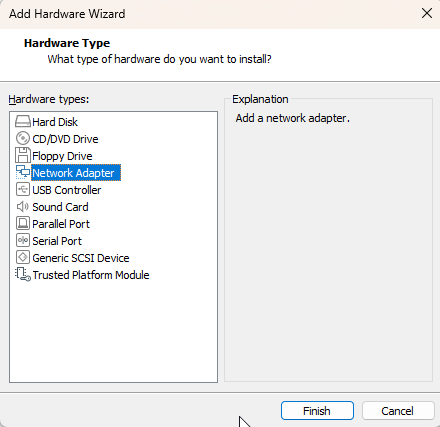 Add Hardware Wizard
Hardware Type
What type of hardware do you want to install?
Hardware types:
Hard Disk
CD/DVD Drive
Floppy Drive
Network Adapter
USB Controller
Sound Card
Parallel Port
Serial Port
Generic SCSI Device
Trusted Platform Module
Explanation
Add a network adapter.
Finish
Cancel